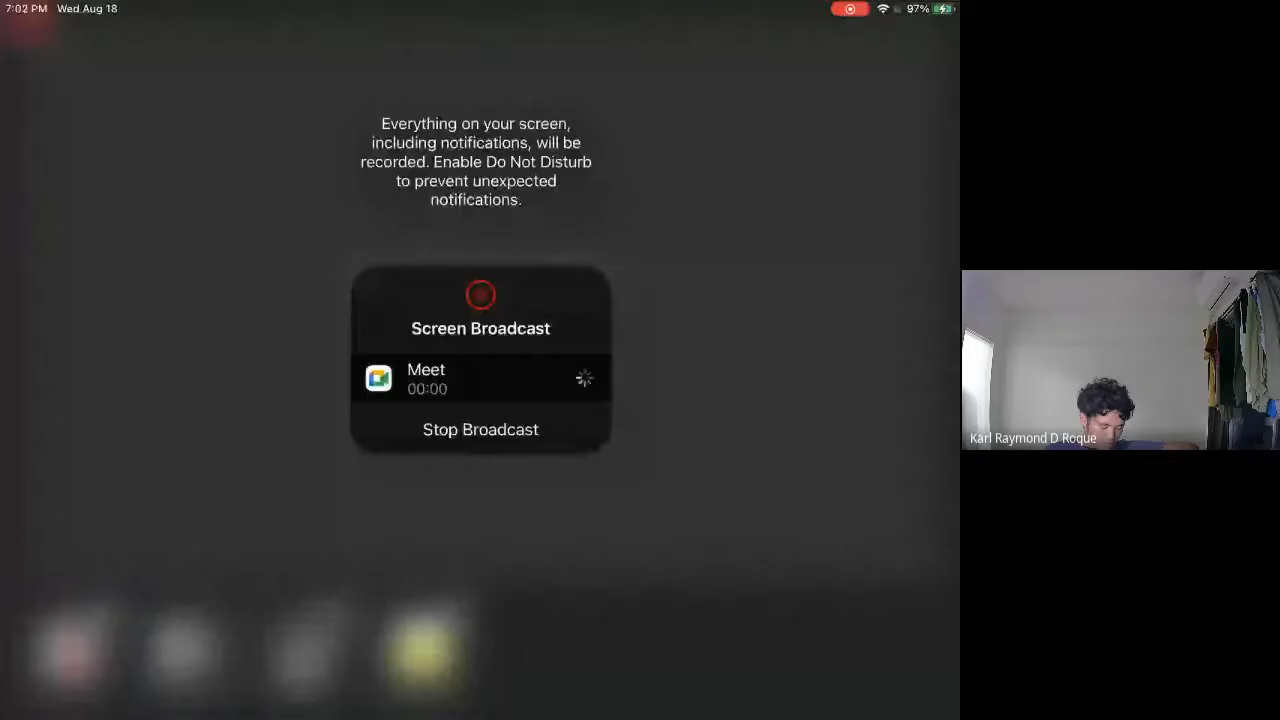 7:02 PM Wed Aug 18
97%
Everything on your screen,
including notifications, will be
recorded. Enable Do Not Disturb
to prevent unexpected
notifications.
Screen Broadcast
Meet
00:00
Stop Broadcast
Karl Raymond D Roque